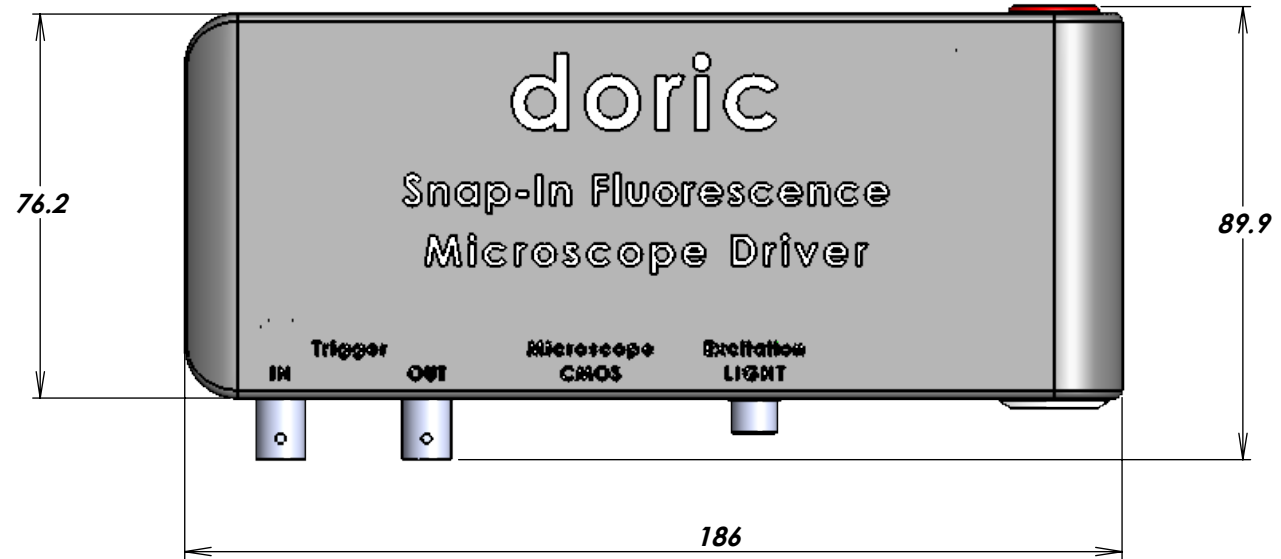 doric
Snap-In Fluorescence
Microscope Driver
76.2
89.9
Trigger
Microscope
Excitation
IN
OUT
CMOS
LIGHT
186